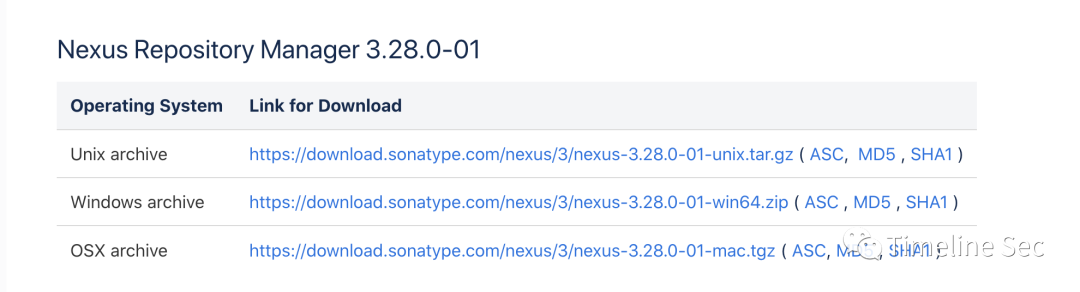 Nexus Repository Manager 3.28.0-01
Operating System Link for Download
Unix archive https://download.sonatype.com/nexus/3/nexus-3.28.0-01-unix.tar.gz ( ASC, MD5 , SHA1 )
Windows archive https://download.sonatype.com/nexus/3/nexus-3.28.0-01-win64.zip ( ASC , MD5 , SHA1 )
OSX archive https://download.sonatype.com/nexus/3/nexus-3.28.0-01-mac.tgz ( ASC, MD5, SHA1 )
Timeline Sec